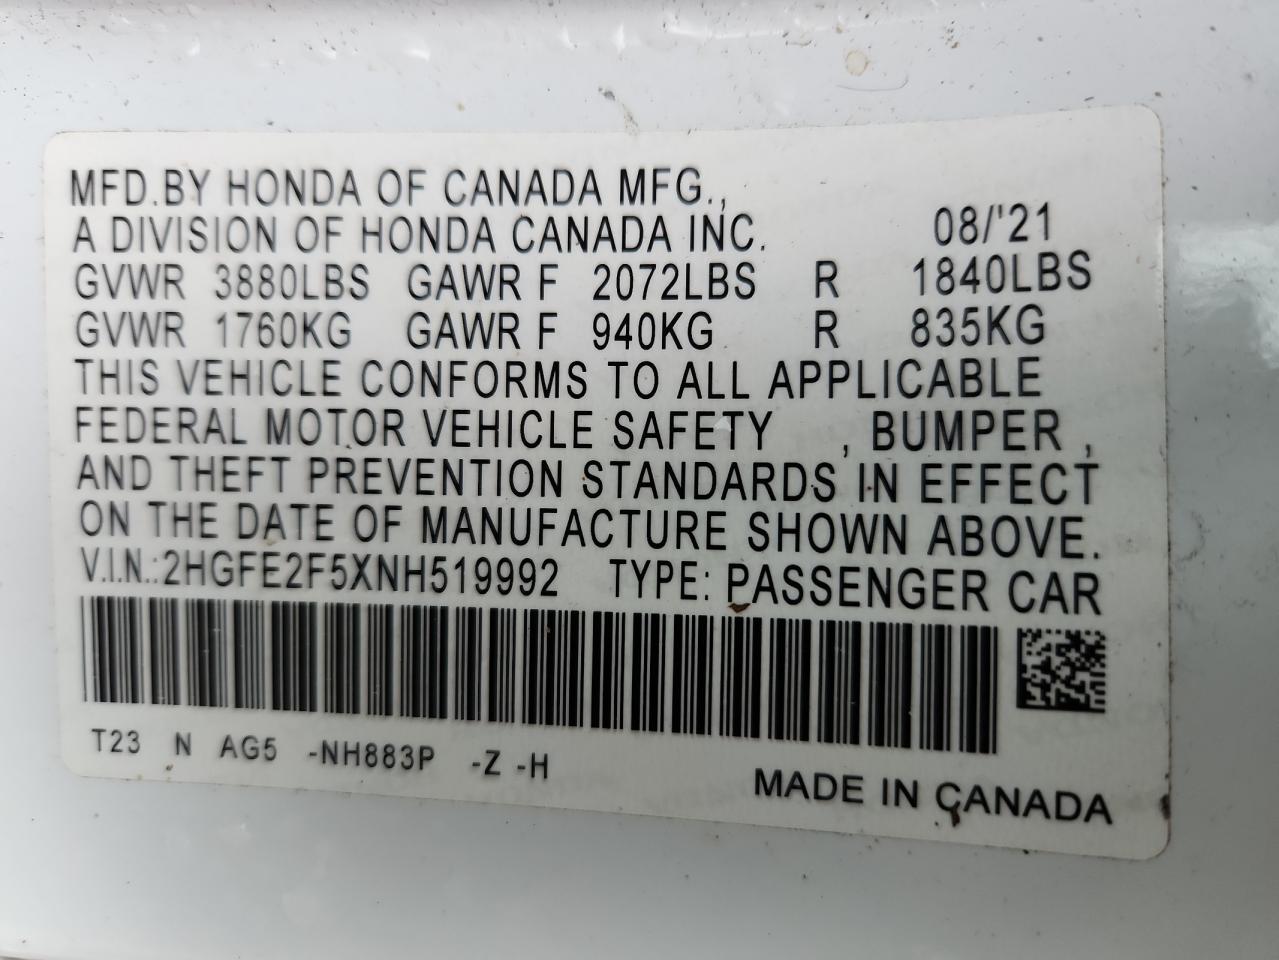 MFD.BY HONDA OF CANADA MFG.,
A DIVISION OF HONDA CANADA INC. 08/'21
GVWR 3880LBS GAWR F 2072LBS R 1840LBS
GVWR 1760KG GAWR F 940KG R 835KG
THIS VEHICLE CONFORMS TO ALL APPLICABLE
FEDERAL MOTOR VEHICLE SAFETY , BUMPER ,
AND THEFT PREVENTION STANDARDS IN EFFECT
ON THE DATE OF MANUFACTURE SHOWN ABOVE.
V.I.N.:2HGFE2F5XNH519992 TYPE: PASSENGER CAR
T23 N AG5 -NH883P -Z -H
MADE IN CANADA